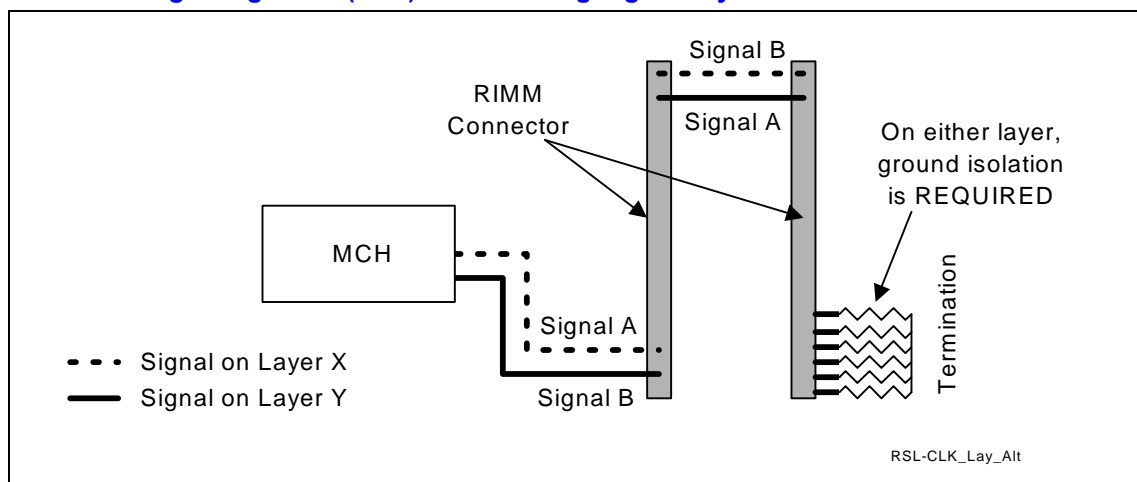 Signal B
RIMM
Connector
Signal A
On either layer,
ground isolation
is REQUIRED
MCH
Signal A
Signal B
Termination
Signal on Layer X
Signal on Layer Y
RSL-CLK_Lay_Alt